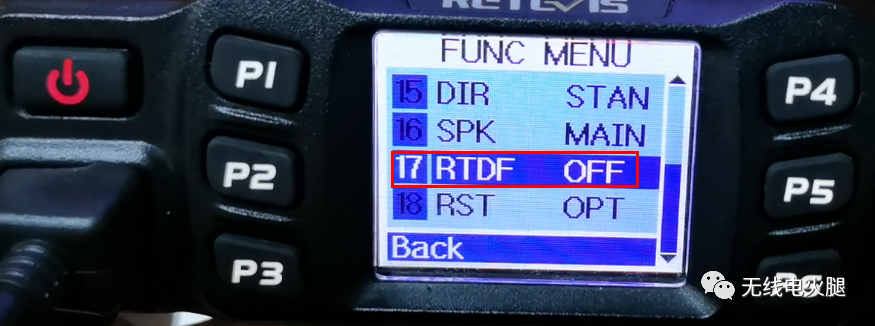 RETEVIS
P1
P2
P3
FUNC MENU
15 DIR STAN
16 SPK MAIN
17 RTDF OFF
18 RST OPT
Back
P4
P5
P6
无线电火腿